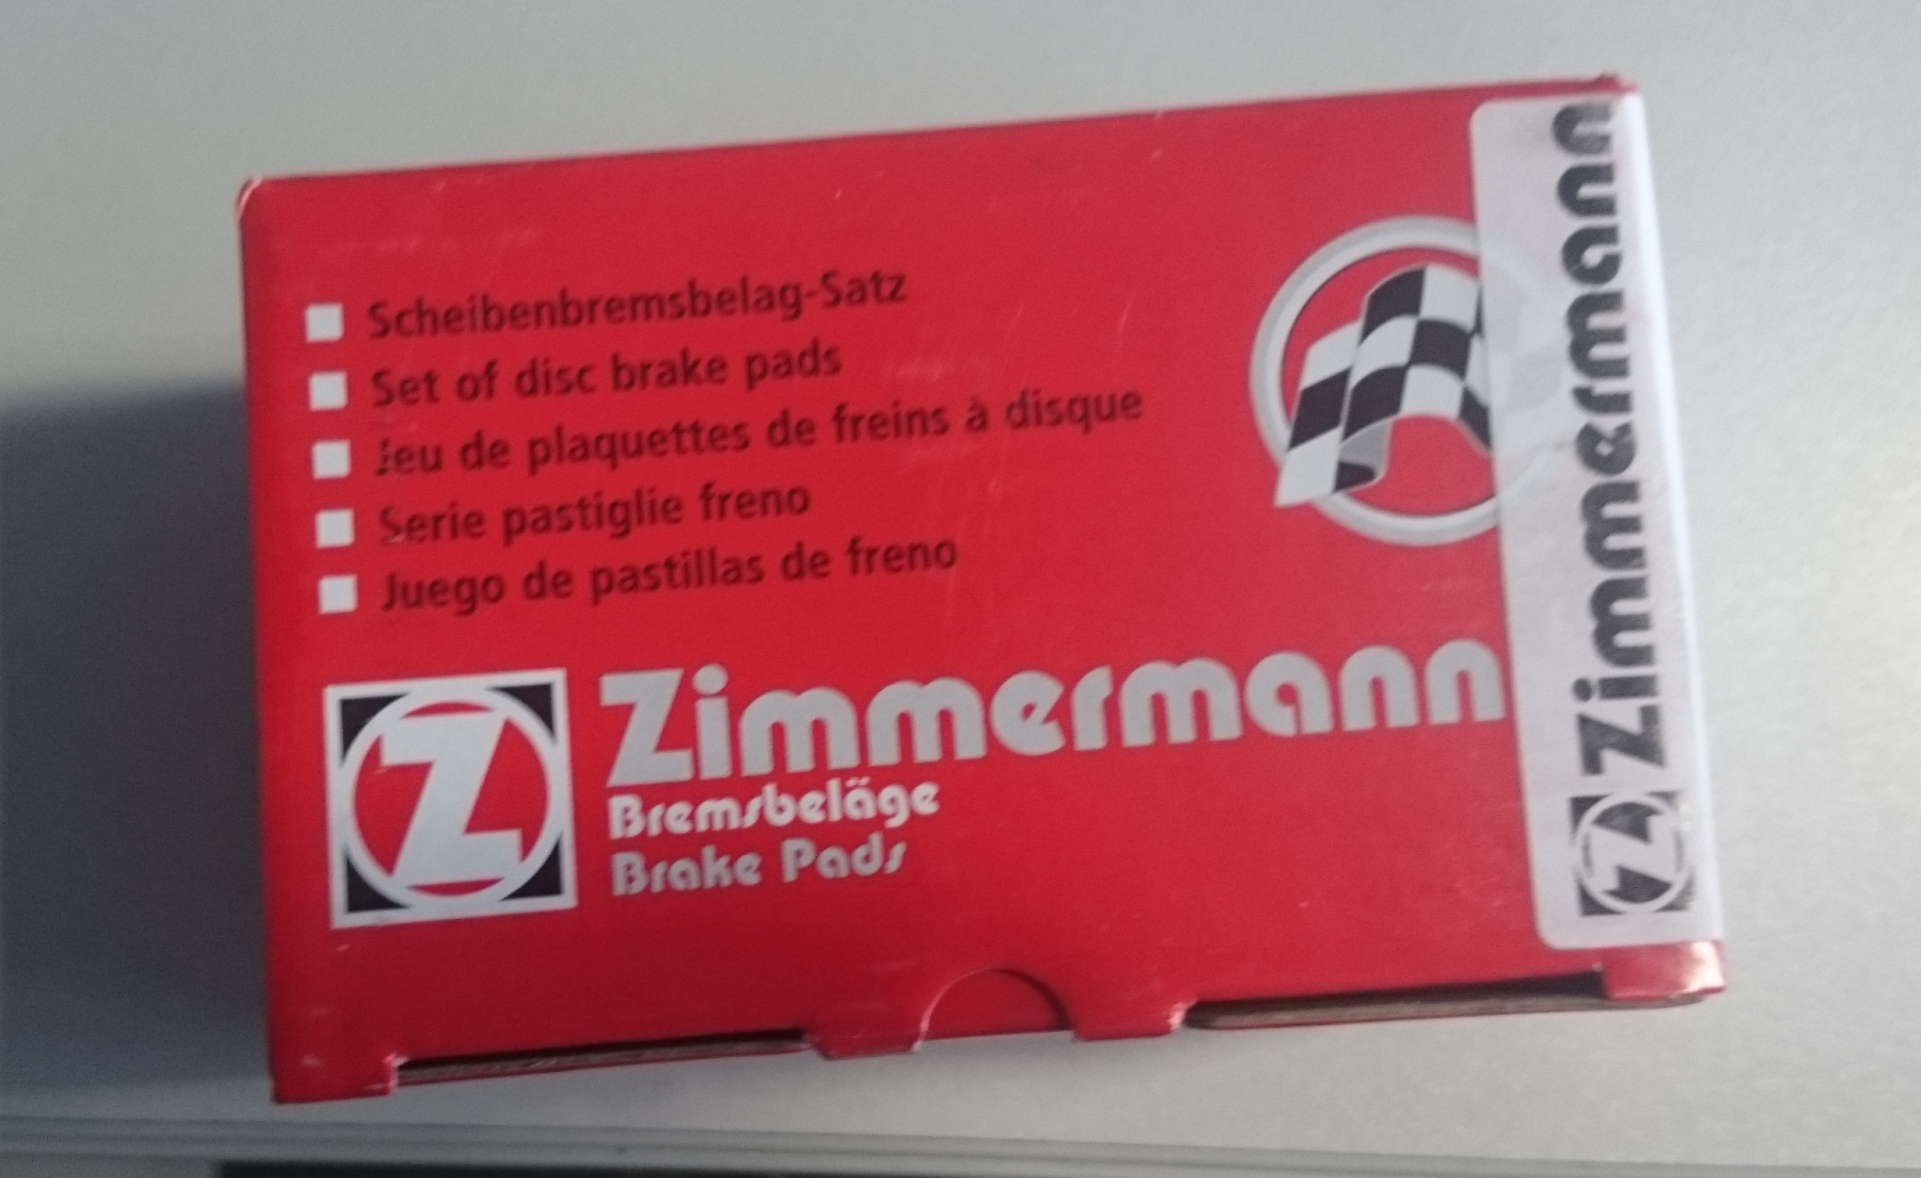 Scheibenbremsbelag-Satz
Set of disc brake pads
Jeu de plaquettes de freins à disque
Serie pastiglie freno
Juego de pastillas de freno
Z Zimmermann
Bremsbeläge
Brake Pads
Z Zimmermann